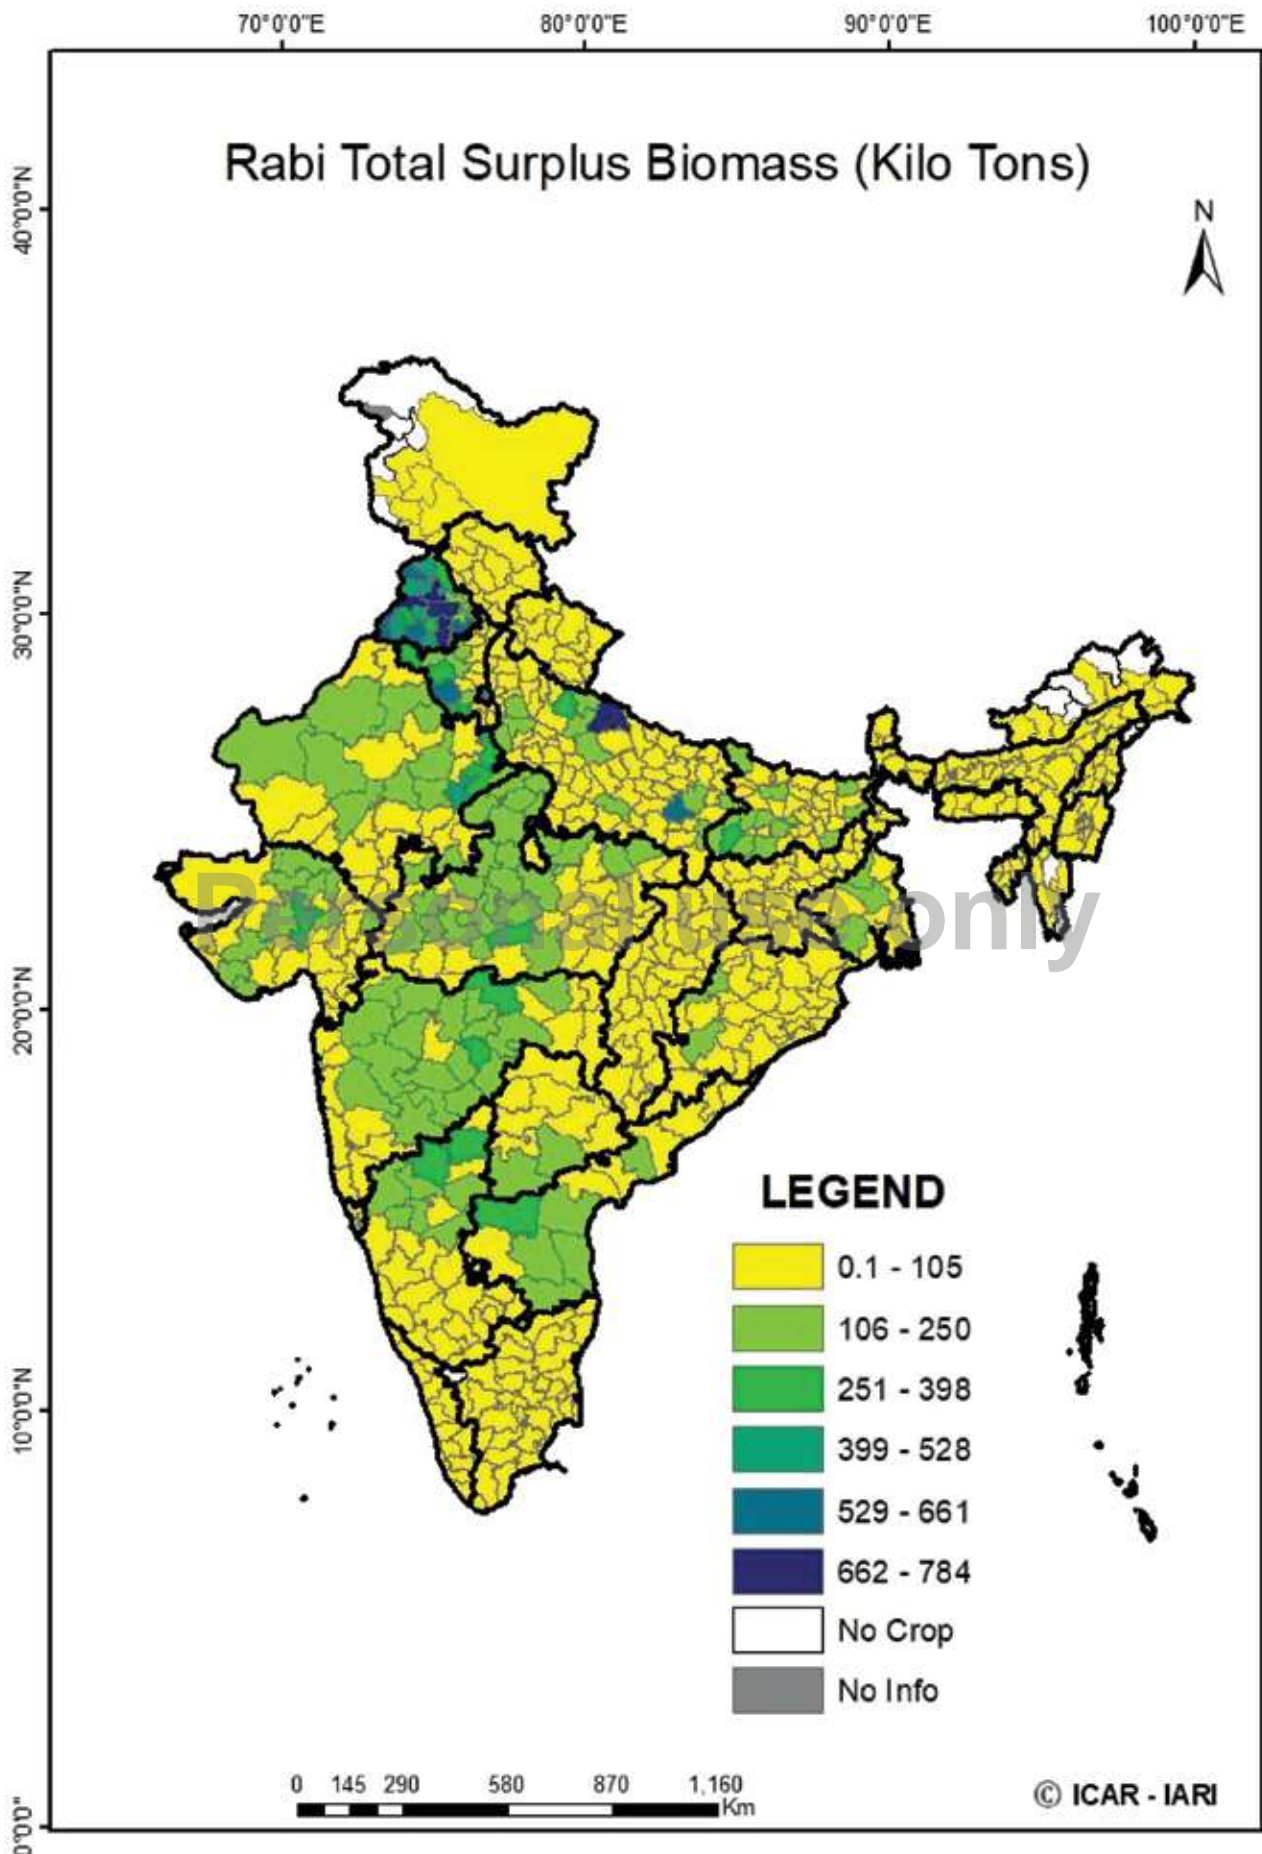 70°0'0"E 80°0'0"E 90°0'0"E 100°0'0"E
Rabi Total Surplus Biomass (Kilo Tons)
N
40°0'0"N
30°0'0"N
20°0'0"N
10°0'0"N
0°0'0"
Personal use only
LEGEND
0.1 - 105
106 - 250
251 - 398
399 - 528
529 - 661
662 - 784
No Crop
No Info
0 145 290 580 870 1,160
Km
© ICAR - IARI